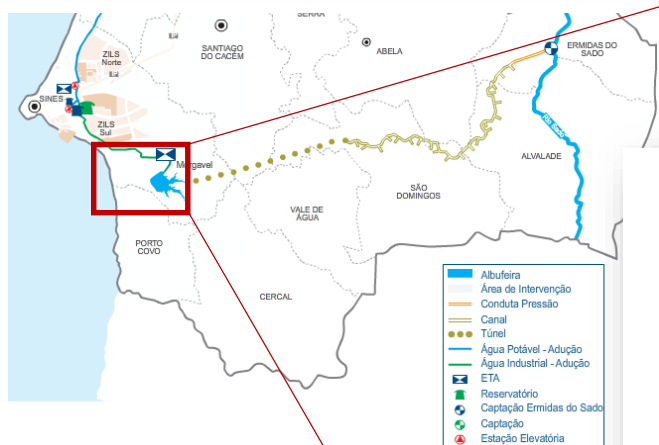 SERRA
ZILS
Norte
SANTIAGO
DO CACÉM
ABELA
ERMIDAS DO
SADO
SINES
ZILS
Sul
Rio Sado
Morgavel
ALVALADE
SÃO
DOMINGOS
VALE DE
ÁGUA
PORTO
COVO
CERCAL
Albufeira
Área de Intervenção
Conduta Pressão
Canal
Túnel
Água Potável - Adução
Água Industrial - Adução
ETA
Reservatório
Captação Ermidas do Sado
Captação
Estação Elevatória